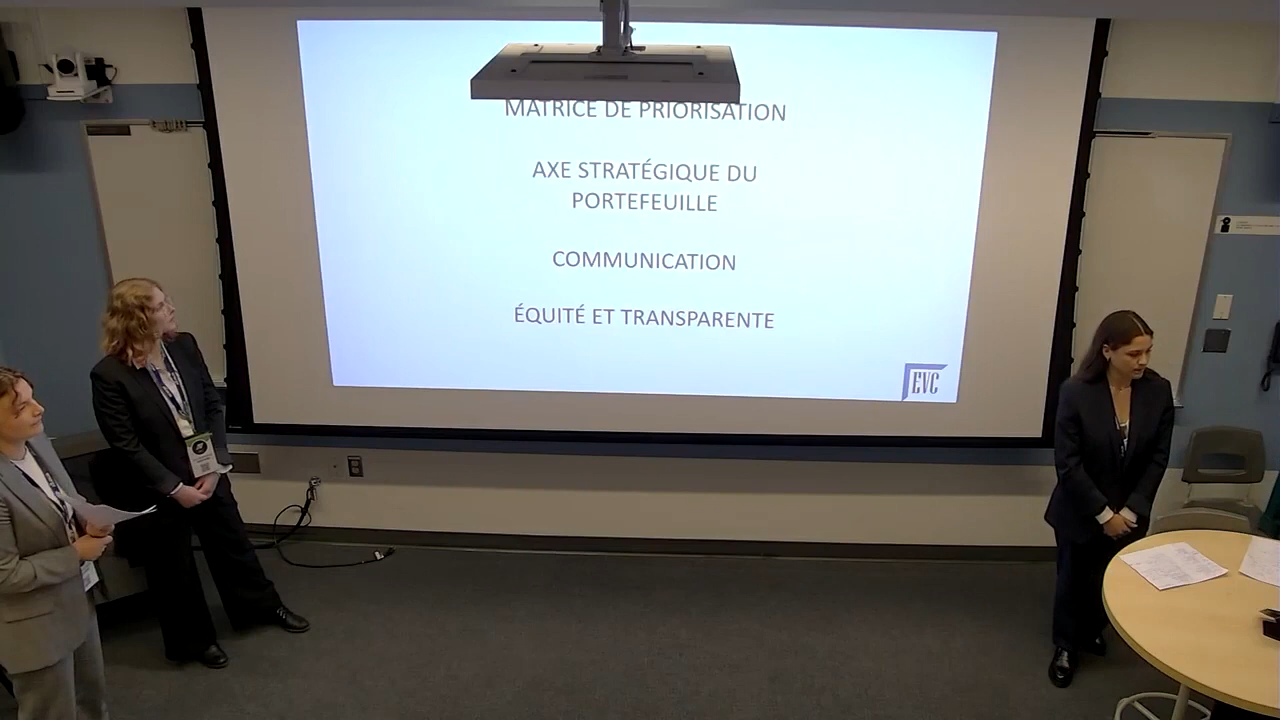 MATRICE DE PRIORISATION
AXE STRATÉGIQUE DU
PORTEFEUILLE
COMMUNICATION
ÉQUITÉ ET TRANSPARENTE
EVC